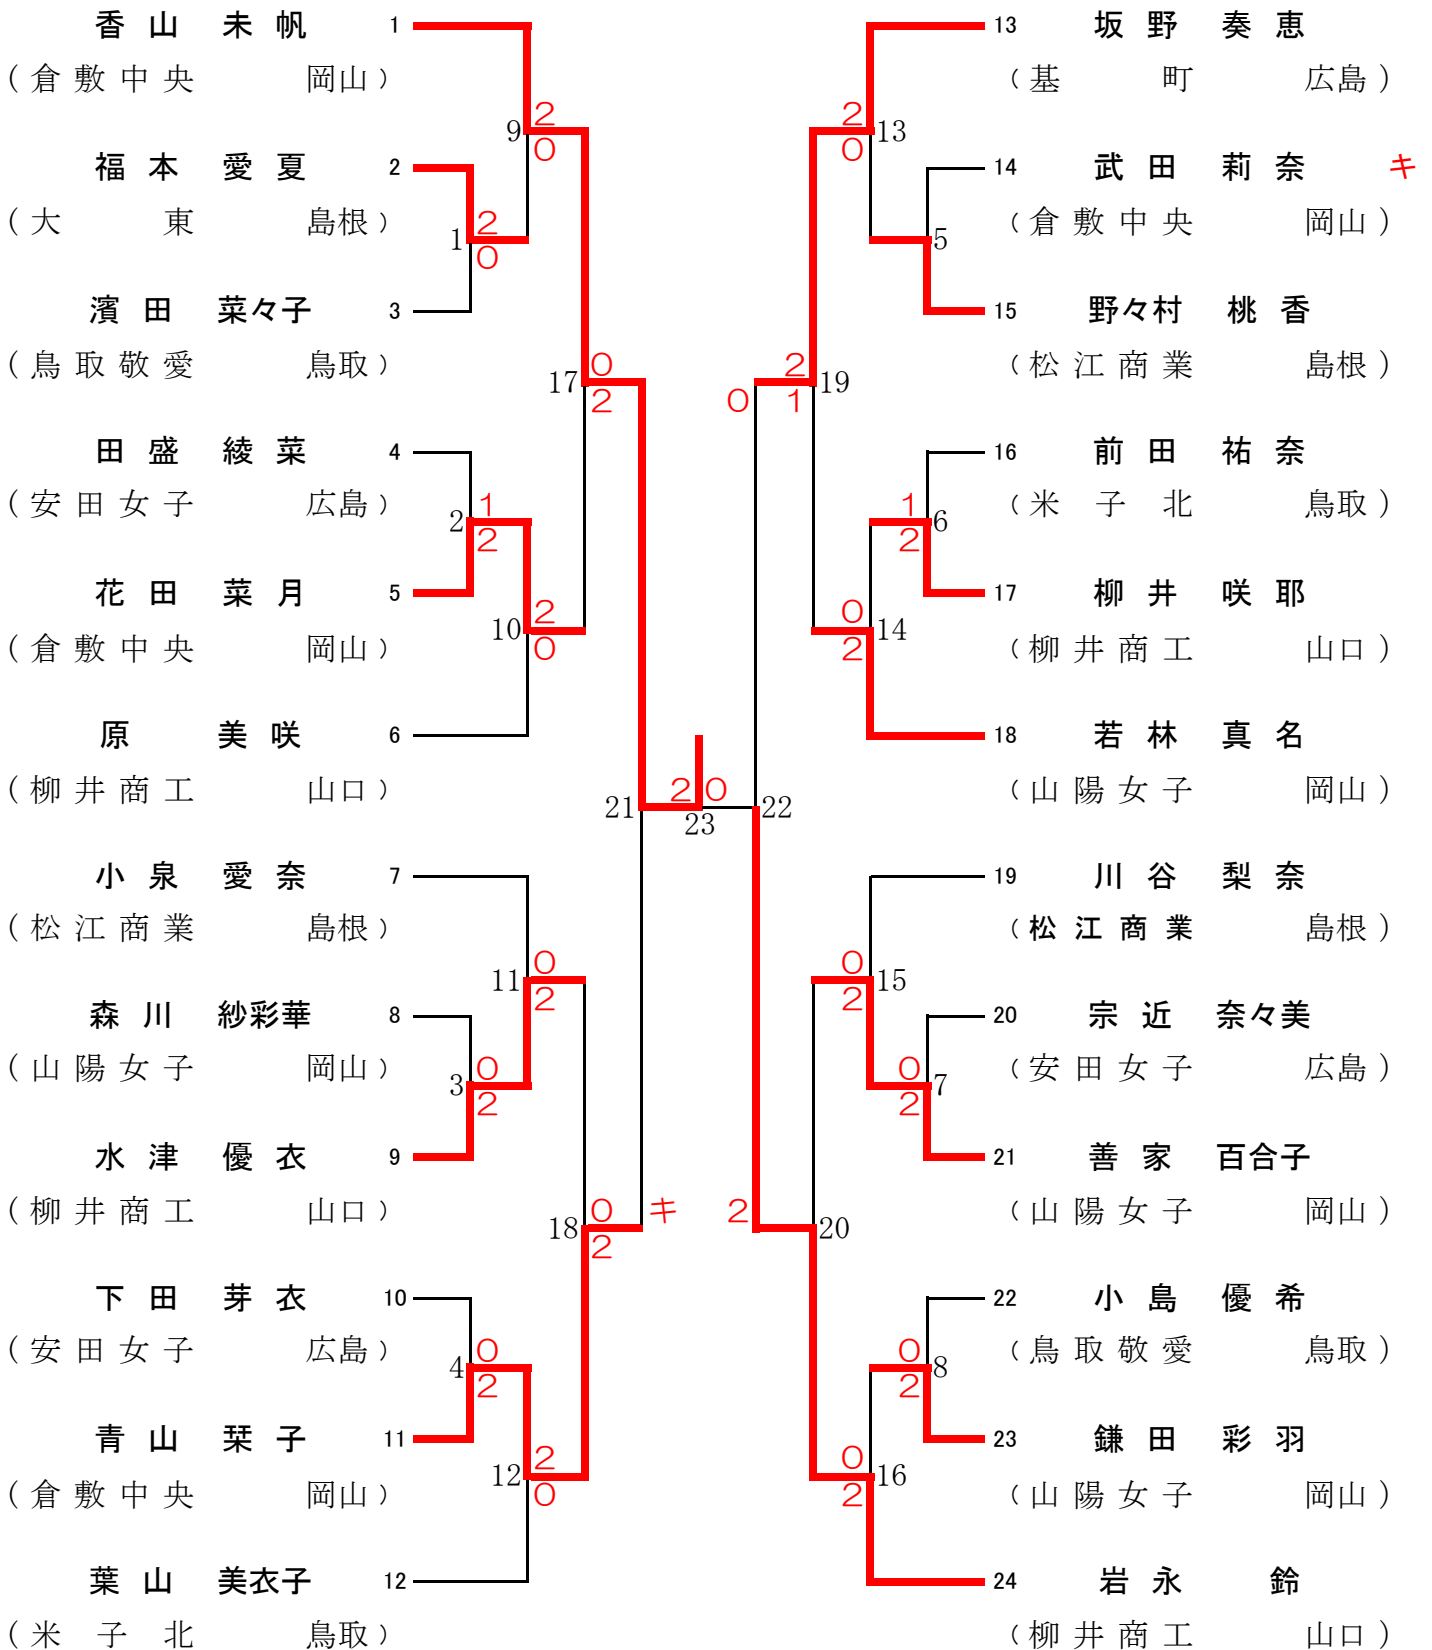 香山 未帆 1
(倉敷中央 岡山)
福本 愛夏 2
(大東 島根)
濱田 菜々子 3
(鳥取敬愛 鳥取)
田盛 綾菜 4
(安田女子 広島)
花田 菜月 5
(倉敷中央 岡山)
原 美咲 6
(柳井商工 山口)
小泉 愛奈 7
(松江商業 島根)
森川 紗彩華 8
(山陽女子 岡山)
水津 優衣 9
(柳井商工 山口)
下田 芽衣 10
(安田女子 広島)
青山 栞子 11
(倉敷中央 岡山)
葉山 美衣子 12
(米子北 鳥取)
9 2
0
1 2
0
17 0
2
2 1
2
10 2
0
21 2 0 22
23
11 0
2
3 0
2
18 0 キ
2
4 0
2
12 2
0
2 13
0
5
2 19
0 1
1 6
2
0 14
2
0 15
2
0 7
2
2 20
0 8
2
0 16
2
13 坂野 奏恵
(基町 広島)
14 武田 莉奈 キ
(倉敷中央 岡山)
15 野々村 桃香
(松江商業 島根)
16 前田 祐奈
(米子北 鳥取)
17 柳井 咲耶
(柳井商工 山口)
18 若林 真名
(山陽女子 岡山)
19 川谷 梨奈
(松江商業 島根)
20 宗近 奈々美
(安田女子 広島)
21 善家 百合子
(山陽女子 岡山)
22 小島 優希
(鳥取敬愛 鳥取)
23 鎌田 彩羽
(山陽女子 岡山)
24 岩永 鈴
(柳井商工 山口)